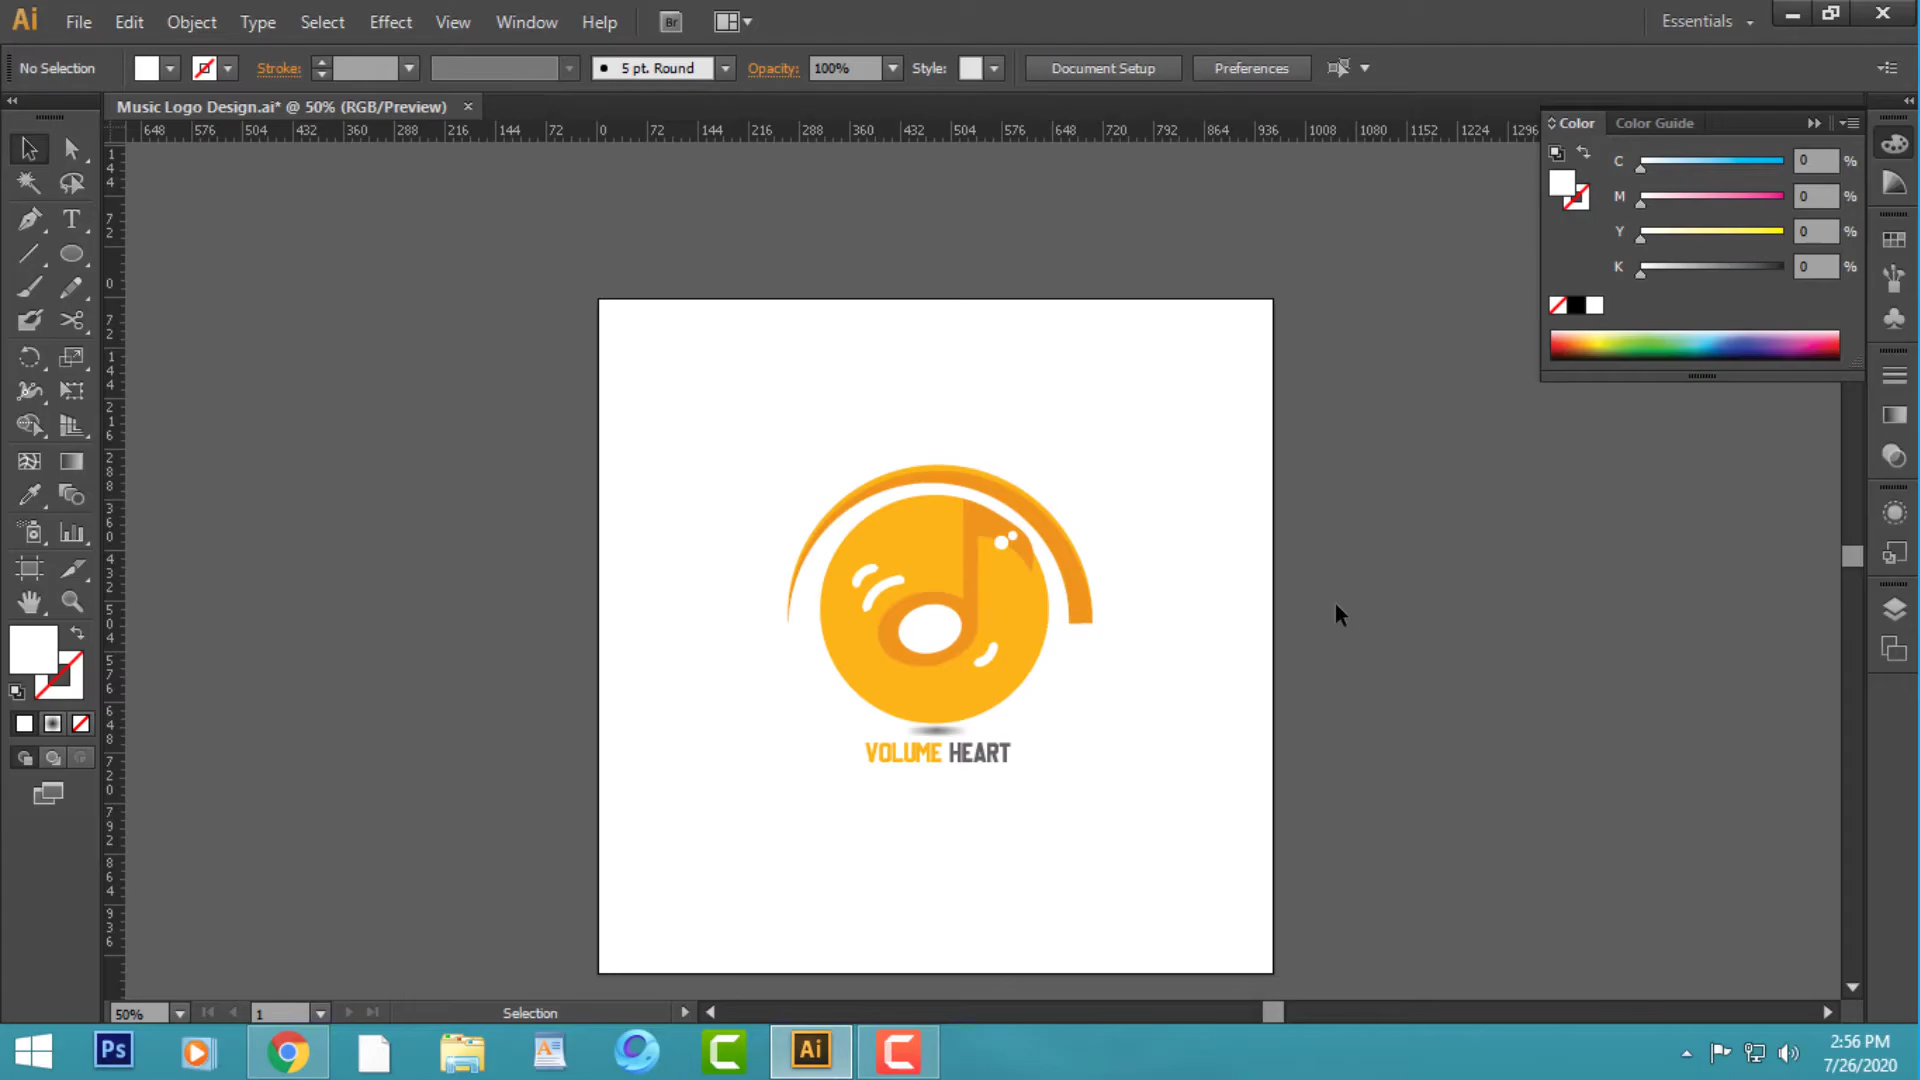 Ai File Edit Object Type Select Effect View Window Help Br Essentials
No Selection Stroke: 5 pt. Round Opacity: 100% Style: Document Setup Preferences
Music Logo Design.ai* @ 50% (RGB/Preview)
648 576 504 432 360 288 216 144 72 0 72 144 216 288 360 432 504 576 648 720 792 864 936 1008 1080 1152 1224 1296
Color Color Guide
C 0 %
M 0 %
Y 0 %
K 0 %
T
VOLUME HEART
50% 1 Selection
Ps Ai
2:56 PM
7/26/2020